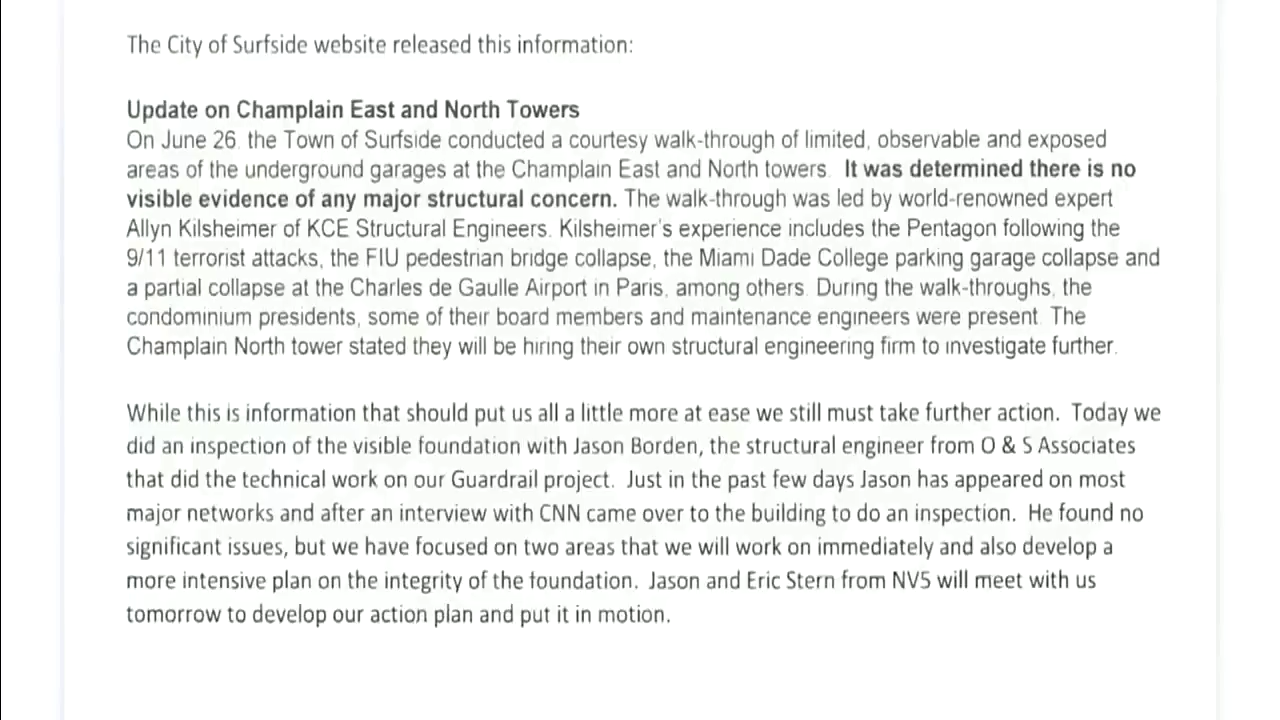 The City of Surfside website released this information:
Update on Champlain East and North Towers
On June 26 the Town of Surfside conducted a courtesy walk-through of limited, observable and exposed
areas of the underground garages at the Champlain East and North towers. It was determined there is no
visible evidence of any major structural concern. The walk-through was led by world-renowned expert
Allyn Kilsheimer of KCE Structural Engineers. Kilsheimer's experience includes the Pentagon following the
9/11 terrorist attacks, the FIU pedestrian bridge collapse, the Miami Dade College parking garage collapse and
a partial collapse at the Charles de Gaulle Airport in Paris, among others. During the walk-throughs, the
condominium presidents, some of their board members and maintenance engineers were present. The
Champlain North tower stated they will be hiring their own structural engineering firm to investigate further.
While this is information that should put us all a little more at ease we still must take further action. Today we
did an inspection of the visible foundation with Jason Borden, the structural engineer from O & S Associates
that did the technical work on our Guardrail project. Just in the past few days Jason has appeared on most
major networks and after an interview with CNN came over to the building to do an inspection. He found no
significant issues, but we have focused on two areas that we will work on immediately and also develop a
more intensive plan on the integrity of the foundation. Jason and Eric Stern from NV5 will meet with us
tomorrow to develop our action plan and put it in motion.